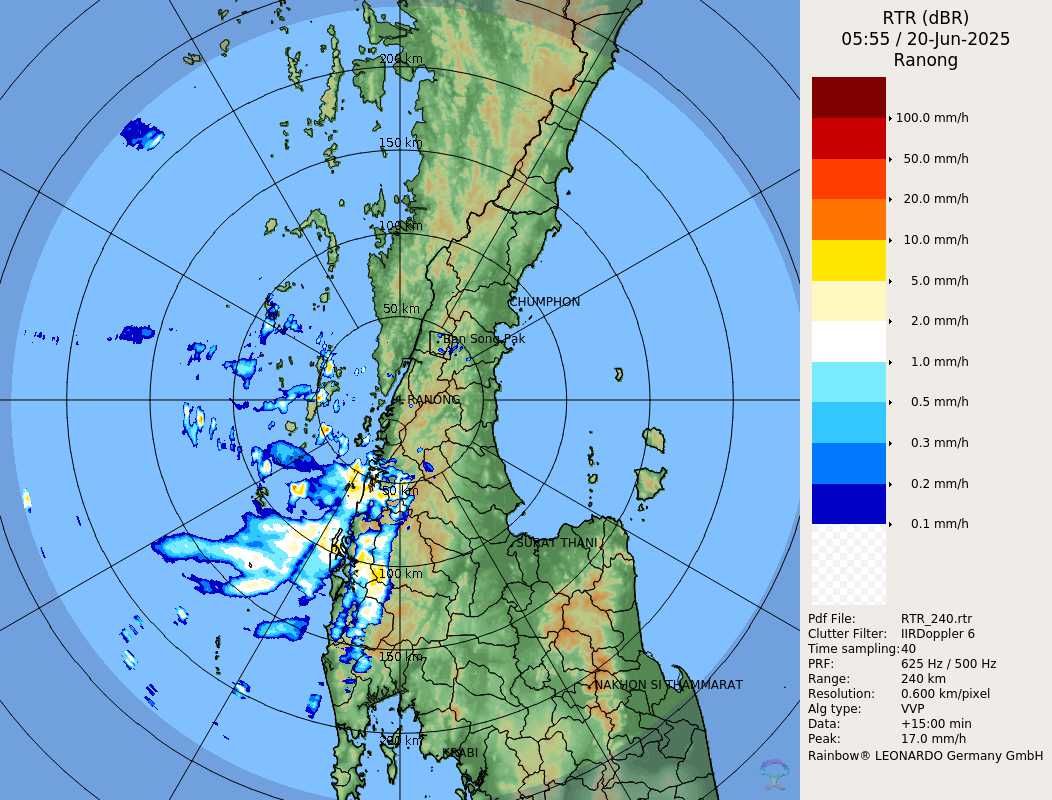 RTR (dBR)
05:55 / 20-Jun-2025
Ranong
100.0 mm/h
50.0 mm/h
20.0 mm/h
10.0 mm/h
5.0 mm/h
2.0 mm/h
1.0 mm/h
0.5 mm/h
0.3 mm/h
0.2 mm/h
0.1 mm/h
Pdf File: RTR_240.rtr
Clutter Filter: IIRDoppler 6
Time sampling:40
PRF: 625 Hz / 500 Hz
Range: 240 km
Resolution: 0.600 km/pixel
Alg type: VVP
Data: +15:00 min
Peak: 17.0 mm/h
Rainbow® LEONARDO Germany GmbH
200 km
150 km
100 km
50 km
CHUMPHON
Ban Song Pak
RANONG
50 km
SURAT THANI
100 km
150 km
NAKHON SI THAMMARAT
200 km
KRABI